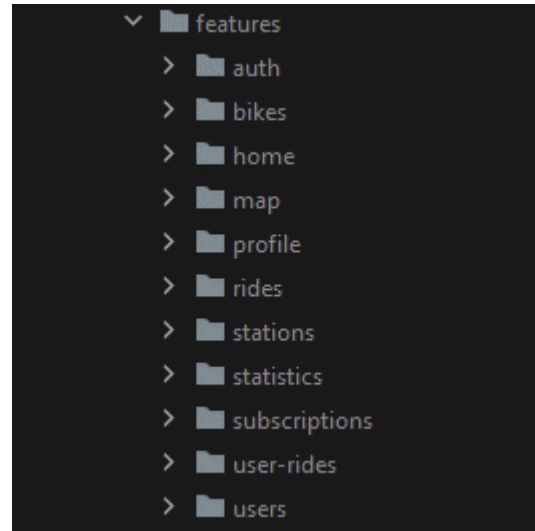 features
auth
bikes
home
map
profile
rides
stations
statistics
subscriptions
user-rides
users